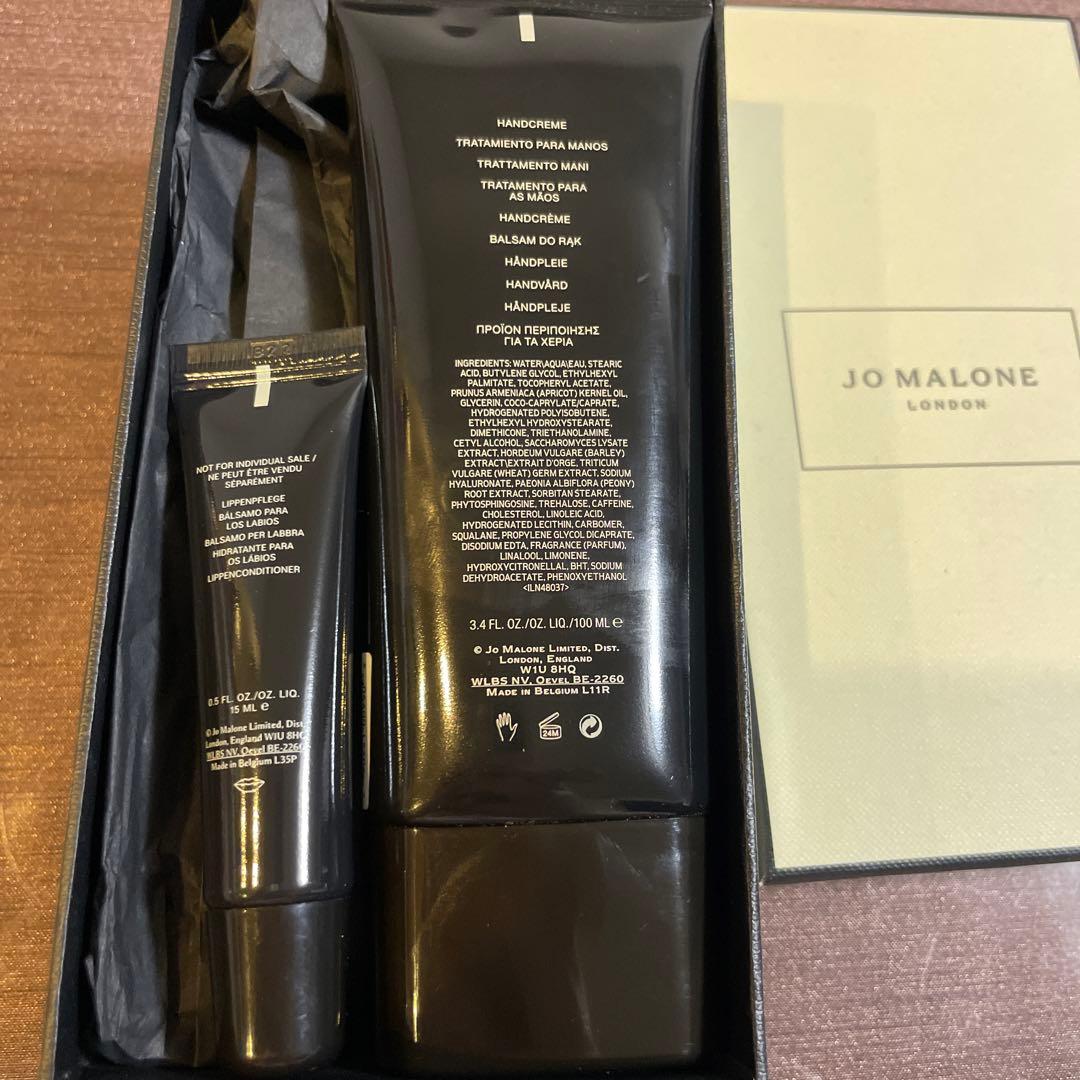 NOT FOR INDIVIDUAL SALE /
NE PEUT ÊTRE VENDU
SÉPARÉMENT
LIPPENPFLEGE
BÁLSAMO PARA
LOS LABIOS
BALSAMO PER LABBRA
HIDRATANTE PARA
OS LÁBIOS
LIPPENCONDITIONER
0.5 FL. OZ./OZ. LIQ.
15 ML e
© Jo Malone Limited, Dist.
London, England W1U 8HQ
WLBS NV. Oevel BE-2260
Made in Belgium L35P
HANDCREME
TRATAMIENTO PARA MANOS
TRATTAMENTO MANI
TRATAMENTO PARA
AS MÃOS
HANDCRÈME
BALSAM DO RĄK
HÅNDPLEIE
HANDVÅRD
HÅNDPLEJE
ΠΡΟΪΟΝ ΠΕΡΙΠΟΙΗΣΗΣ
ΓΙΑ ΤΑ ΧΕΡΙΑ
INGREDIENTS: WATER\AQUA\EAU, STEARIC
ACID, BUTYLENE GLYCOL, ETHYLHEXYL
PALMITATE, TOCOPHERYL ACETATE,
PRUNUS ARMENIACA (APRICOT) KERNEL OIL,
GLYCERIN, COCO-CAPRYLATE/CAPRATE,
HYDROGENATED POLYISOBUTENE,
ETHYLHEXYL HYDROXYSTEARATE,
DIMETHICONE, TRIETHANOLAMINE,
CETYL ALCOHOL, SACCHAROMYCES LYSATE
EXTRACT, HORDEUM VULGARE (BARLEY)
EXTRACT\EXTRAIT D'ORGE, TRITICUM
VULGARE (WHEAT) GERM EXTRACT, SODIUM
HYALURONATE, PAEONIA ALBIFLORA (PEONY)
ROOT EXTRACT, SORBITAN STEARATE,
PHYTOSPHINGOSINE, TREHALOSE, CAFFEINE,
CHOLESTEROL, LINOLEIC ACID,
HYDROGENATED LECITHIN, CARBOMER,
SQUALANE, PROPYLENE GLYCOL DICAPRATE,
DISODIUM EDTA, FRAGRANCE (PARFUM),
LINALOOL, LIMONENE,
HYDROXYCITRONELLAL, BHT, SODIUM
DEHYDROACETATE, PHENOXYETHANOL
<ILN48037>
3.4 FL. OZ./OZ. LIQ./100 ML e
© JO MALONE LIMITED, DIST.
LONDON, ENGLAND
W1U 8HQ
WLBS NV. OEVEL BE-2260
MADE IN BELGIUM L11R
24M
JO MALONE
LONDON